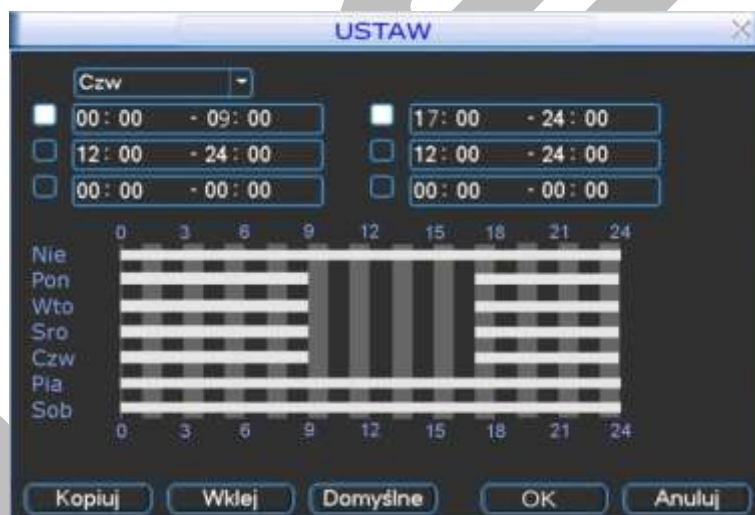 USTAW
Czw
00: 00 - 09: 00 17: 00 - 24: 00
12: 00 - 24: 00 12: 00 - 24: 00
00: 00 - 00: 00 00: 00 - 00: 00
0 3 6 9 12 15 18 21 24
Nie
Pon
Wto
Sro
Czw
Pia
Sob
0 3 6 9 12 15 18 21 24
Kopiuj Wklej Domyślne OK Anuluj